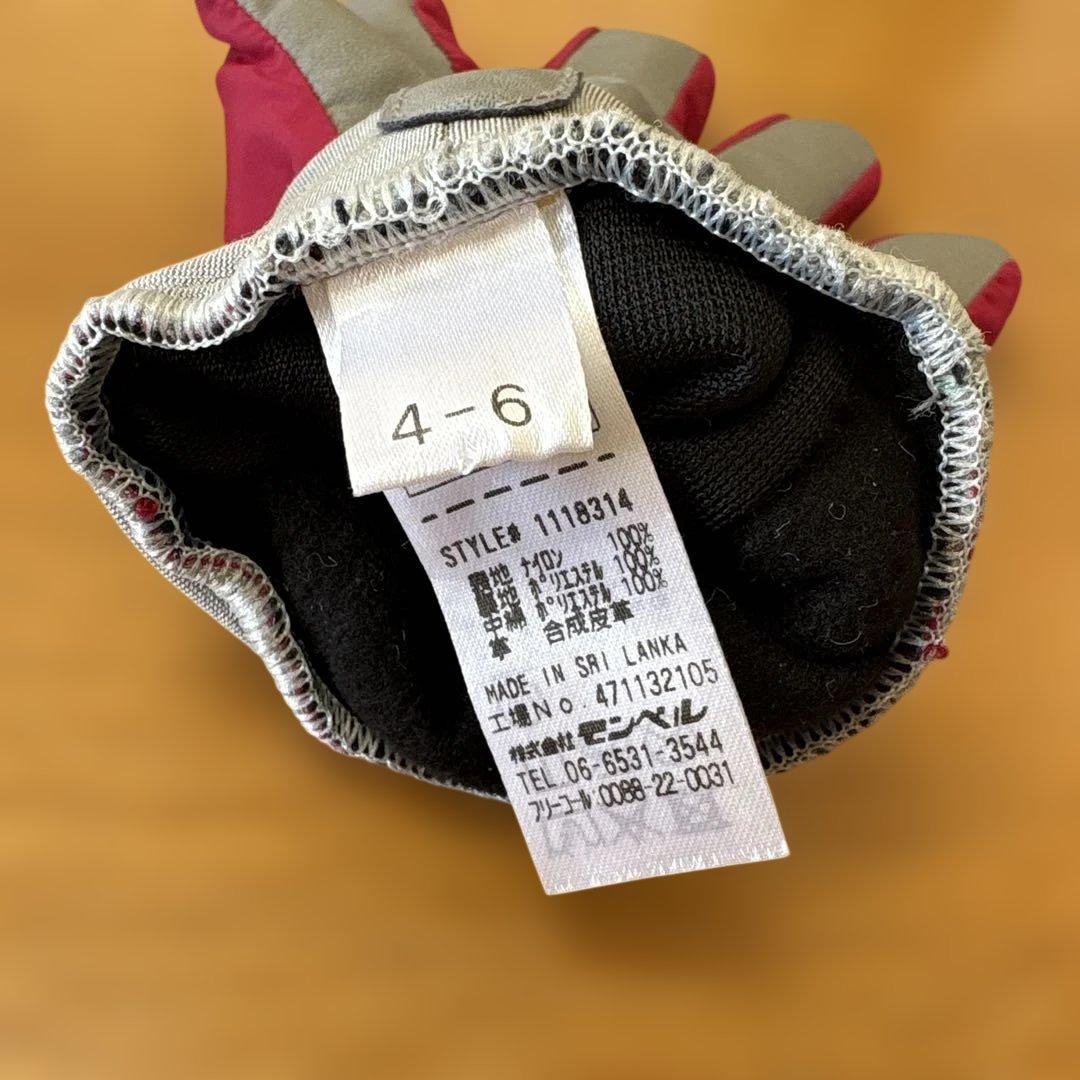 4-6
STYLE# 1118314
表地 ナイロン 100%
裏地 ポリエステル 100%
中綿 ポリエステル 100%
革 合成皮革
MADE IN SRI LANKA
工場No.471132105
株式会社 モンベル
TEL.06-6531-3544
フリーコール:0088-22-0031